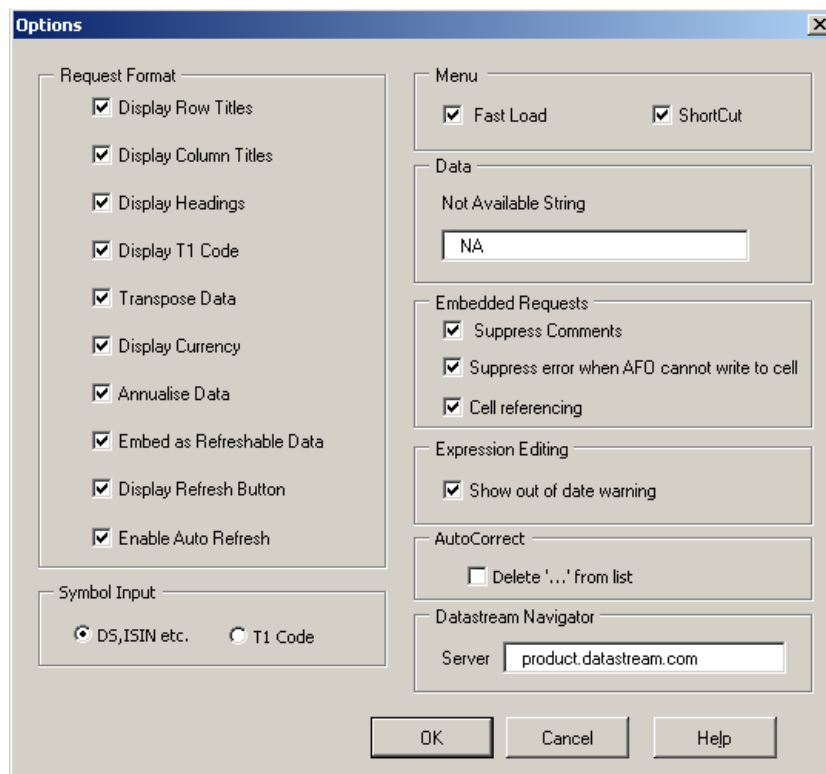 Options
Request Format
Display Row Titles
Display Column Titles
Display Headings
Display T1 Code
Transpose Data
Display Currency
Annualise Data
Embed as Refreshable Data
Display Refresh Button
Enable Auto Refresh
Symbol Input
DS,ISIN etc.
T1 Code
Menu
Fast Load
ShortCut
Data
Not Available String
NA
Embedded Requests
Suppress Comments
Suppress error when AFO cannot write to cell
Cell referencing
Expression Editing
Show out of date warning
AutoCorrect
Delete '...' from list
Datastream Navigator
Server product.datastream.com
OK
Cancel
Help